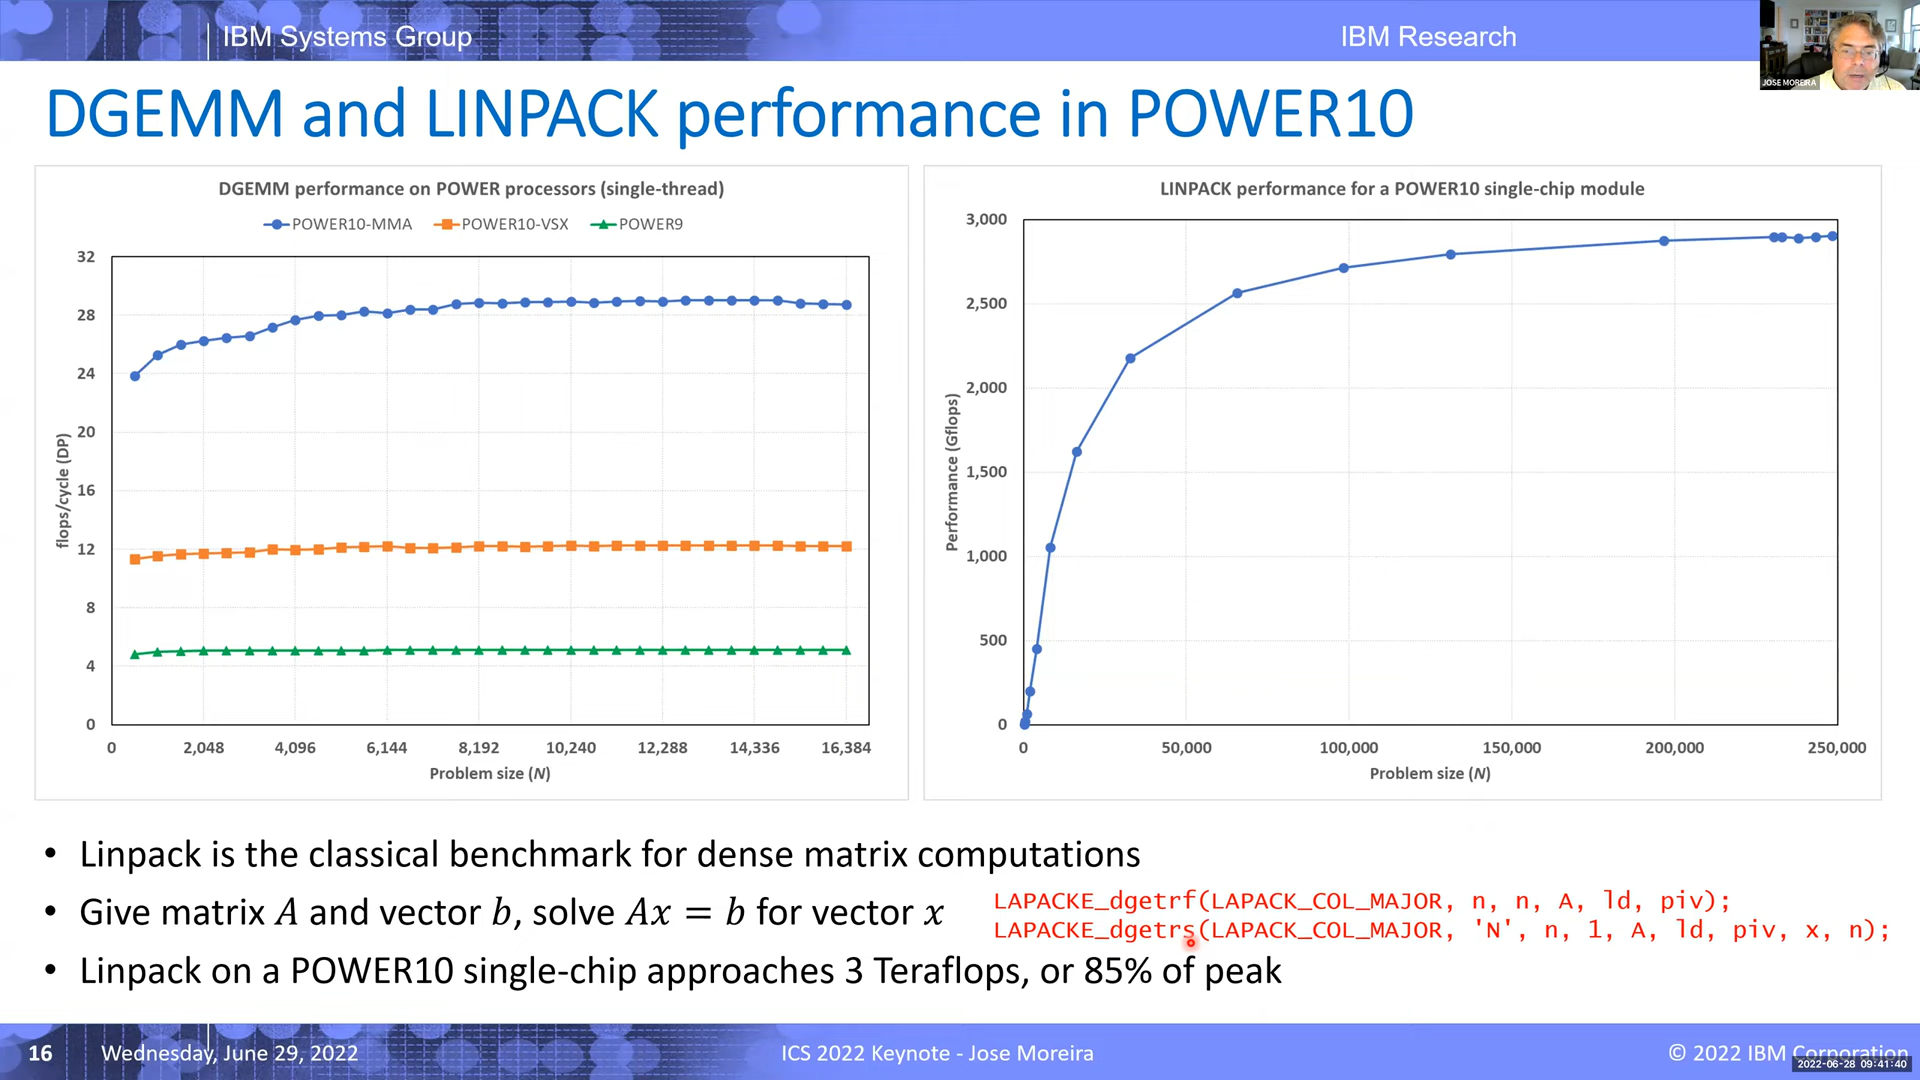 IBM Systems Group
IBM Research
JOSE MOREIRA
DGEMM and LINPACK performance in POWER10
DGEMM performance on POWER processors (single-thread)
POWER10-MMA POWER10-VSX POWER9
32
28
24
20
16
12
8
4
0
flops/cycle (DP)
0 2,048 4,096 6,144 8,192 10,240 12,288 14,336 16,384
Problem size (N)
LINPACK performance for a POWER10 single-chip module
3,000
2,500
2,000
1,500
1,000
500
0
Performance (Gflops)
0 50,000 100,000 150,000 200,000 250,000
Problem size (N)
• Linpack is the classical benchmark for dense matrix computations
• Give matrix A and vector b, solve Ax = b for vector x
LAPACKE_dgetrf(LAPACK_COL_MAJOR, n, n, A, ld, piv);
LAPACKE_dgetrs(LAPACK_COL_MAJOR, 'N', n, 1, A, ld, piv, x, n);
• Linpack on a POWER10 single-chip approaches 3 Teraflops, or 85% of peak
16 Wednesday, June 29, 2022 ICS 2022 Keynote - Jose Moreira © 2022 IBM Corporation
2022-06-28 09:41:40